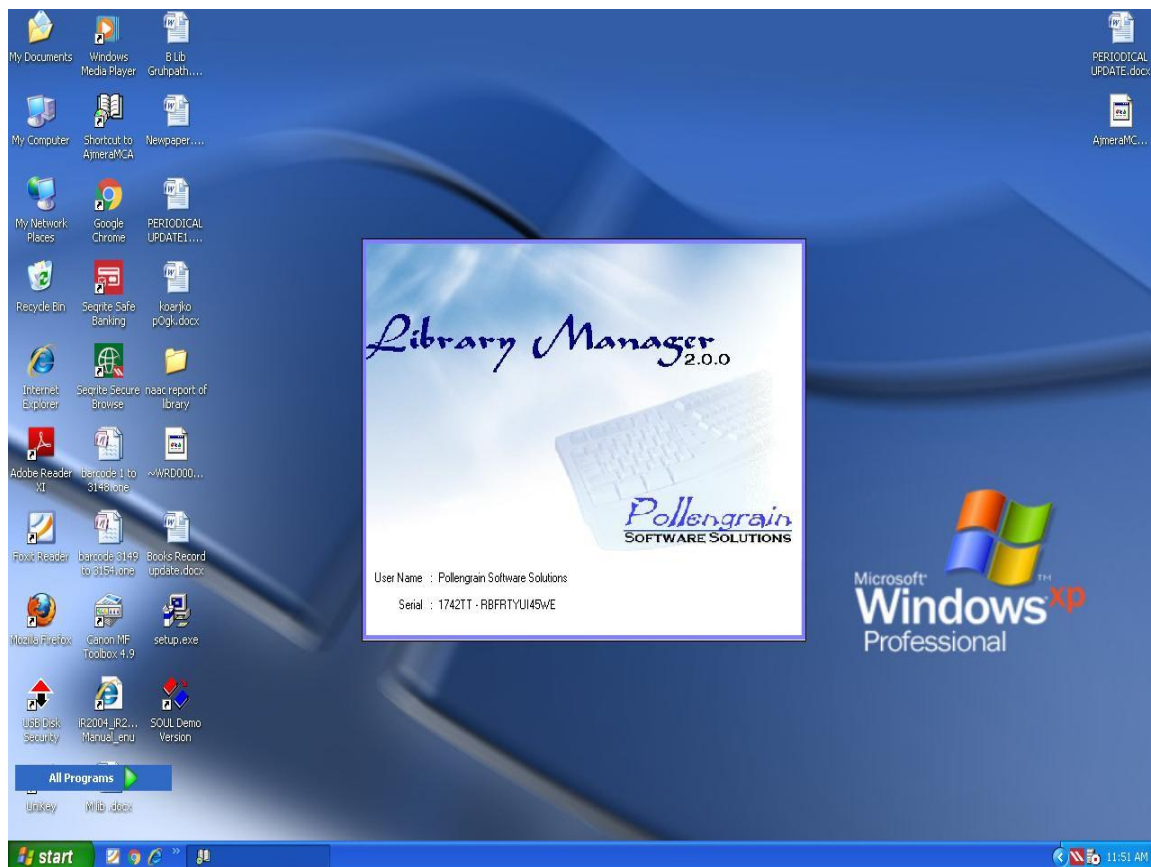 My Documents
Windows
Media Player
B Lib
Gruhpath....
PERIODICAL
UPDATE.docx
My Computer
Shortcut to
AjmeraMCA
Newpaper....
AjmeraMC...
My Network
Places
Google
Chrome
PERIODICAL
UPDATE1....
Recycle Bin
Seqrite Safe
Banking
koarjko
pOgk.docx
Internet
Explorer
Seqrite Secure
Browse
naac report of
library
Adobe Reader
XI
barcode 1 to
3148.one
~WRD000...
Foxit Reader
barcode 3149
to 3154.one
Books Record
update.docx
Mozilla Firefox
Canon MF
Toolbox 4.9
setup.exe
USB Disk
Security
iR2004_iR2...
Manual_enu
SOUL Demo
Version
All Programs
UniKey
M lib .docx
Library Manager
2.0.0
Pollengrain
SOFTWARE SOLUTIONS
User Name : Pollengrain Software Solutions
Serial : 1742TT - RBFRTYUI45WE
Microsoft
Windows xp
TM
Professional
start
11:51 AM